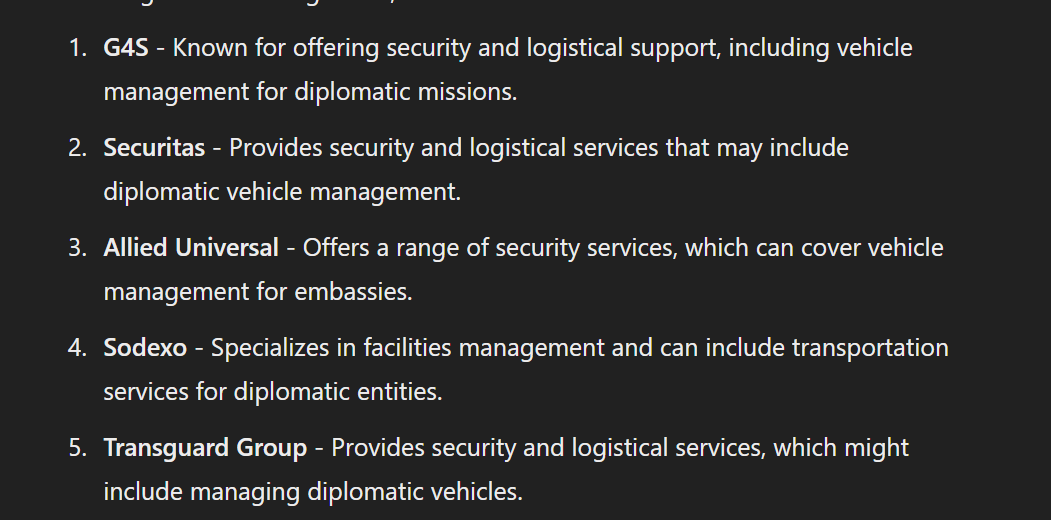 1. G4S - Known for offering security and logistical support, including vehicle
management for diplomatic missions.
2. Securitas - Provides security and logistical services that may include
diplomatic vehicle management.
3. Allied Universal - Offers a range of security services, which can cover vehicle
management for embassies.
4. Sodexo - Specializes in facilities management and can include transportation
services for diplomatic entities.
5. Transguard Group - Provides security and logistical services, which might
include managing diplomatic vehicles.